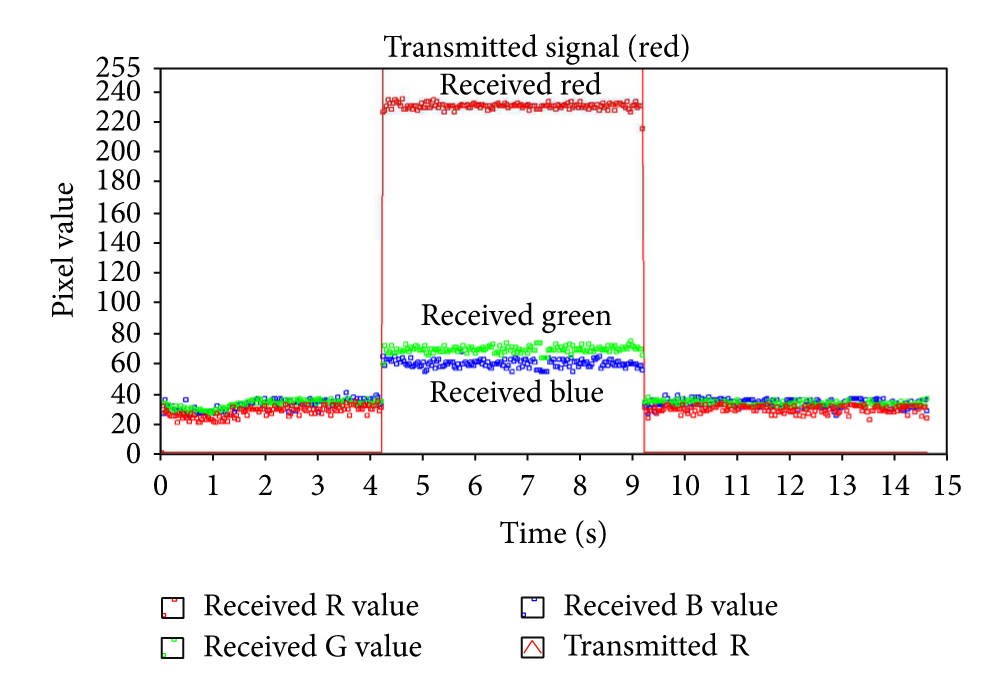 Transmitted signal (red)
255
240
220
200
180
160
140
120
100
80
60
40
20
0
Pixel value
Received red
Received green
Received blue
0 1 2 3 4 5 6 7 8 9 10 11 12 13 14 15
Time (s)
Received R value
Received B value
Received G value
Transmitted R